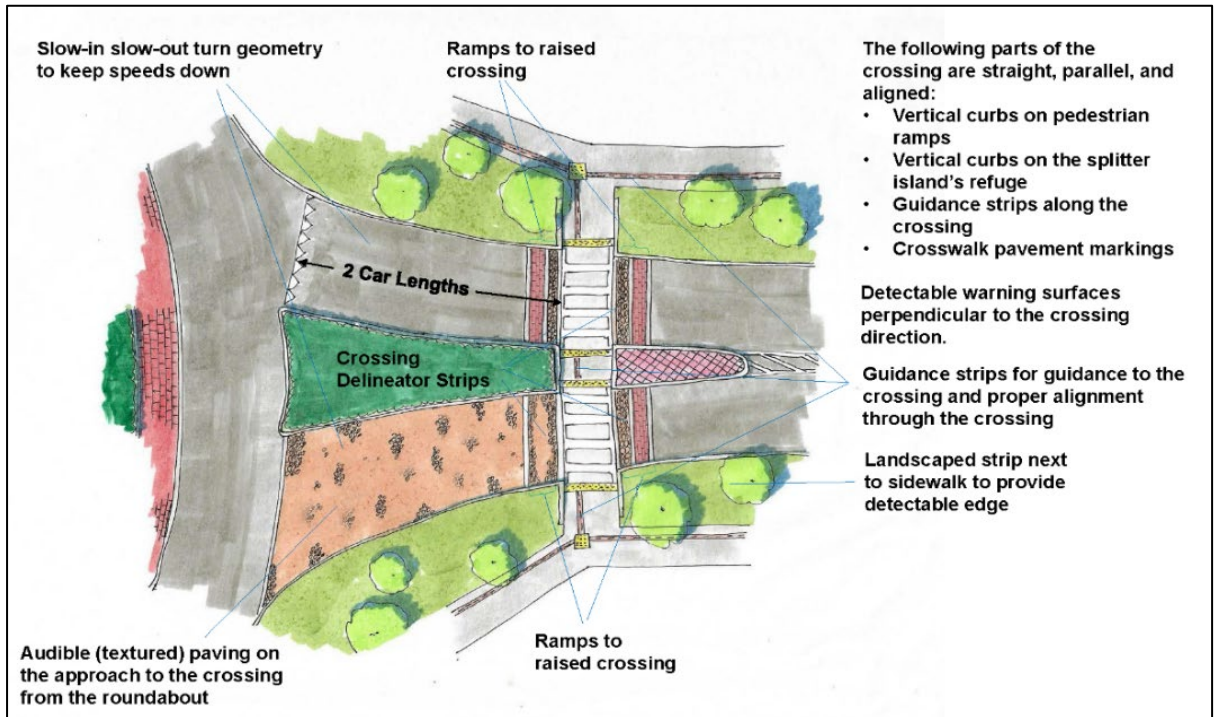 Slow-in slow-out turn geometry
to keep speeds down
Ramps to raised
crossing
The following parts of the
crossing are straight, parallel, and
aligned:
• Vertical curbs on pedestrian
ramps
• Vertical curbs on the splitter
island's refuge
• Guidance strips along the
crossing
• Crosswalk pavement markings
2 Car Lengths
Detectable warning surfaces
perpendicular to the crossing
direction.
Crossing
Delineator Strips
Guidance strips for guidance to the
crossing and proper alignment
through the crossing
Landscaped strip next
to sidewalk to provide
detectable edge
Audible (textured) paving on
the approach to the crossing
from the roundabout
Ramps to
raised crossing